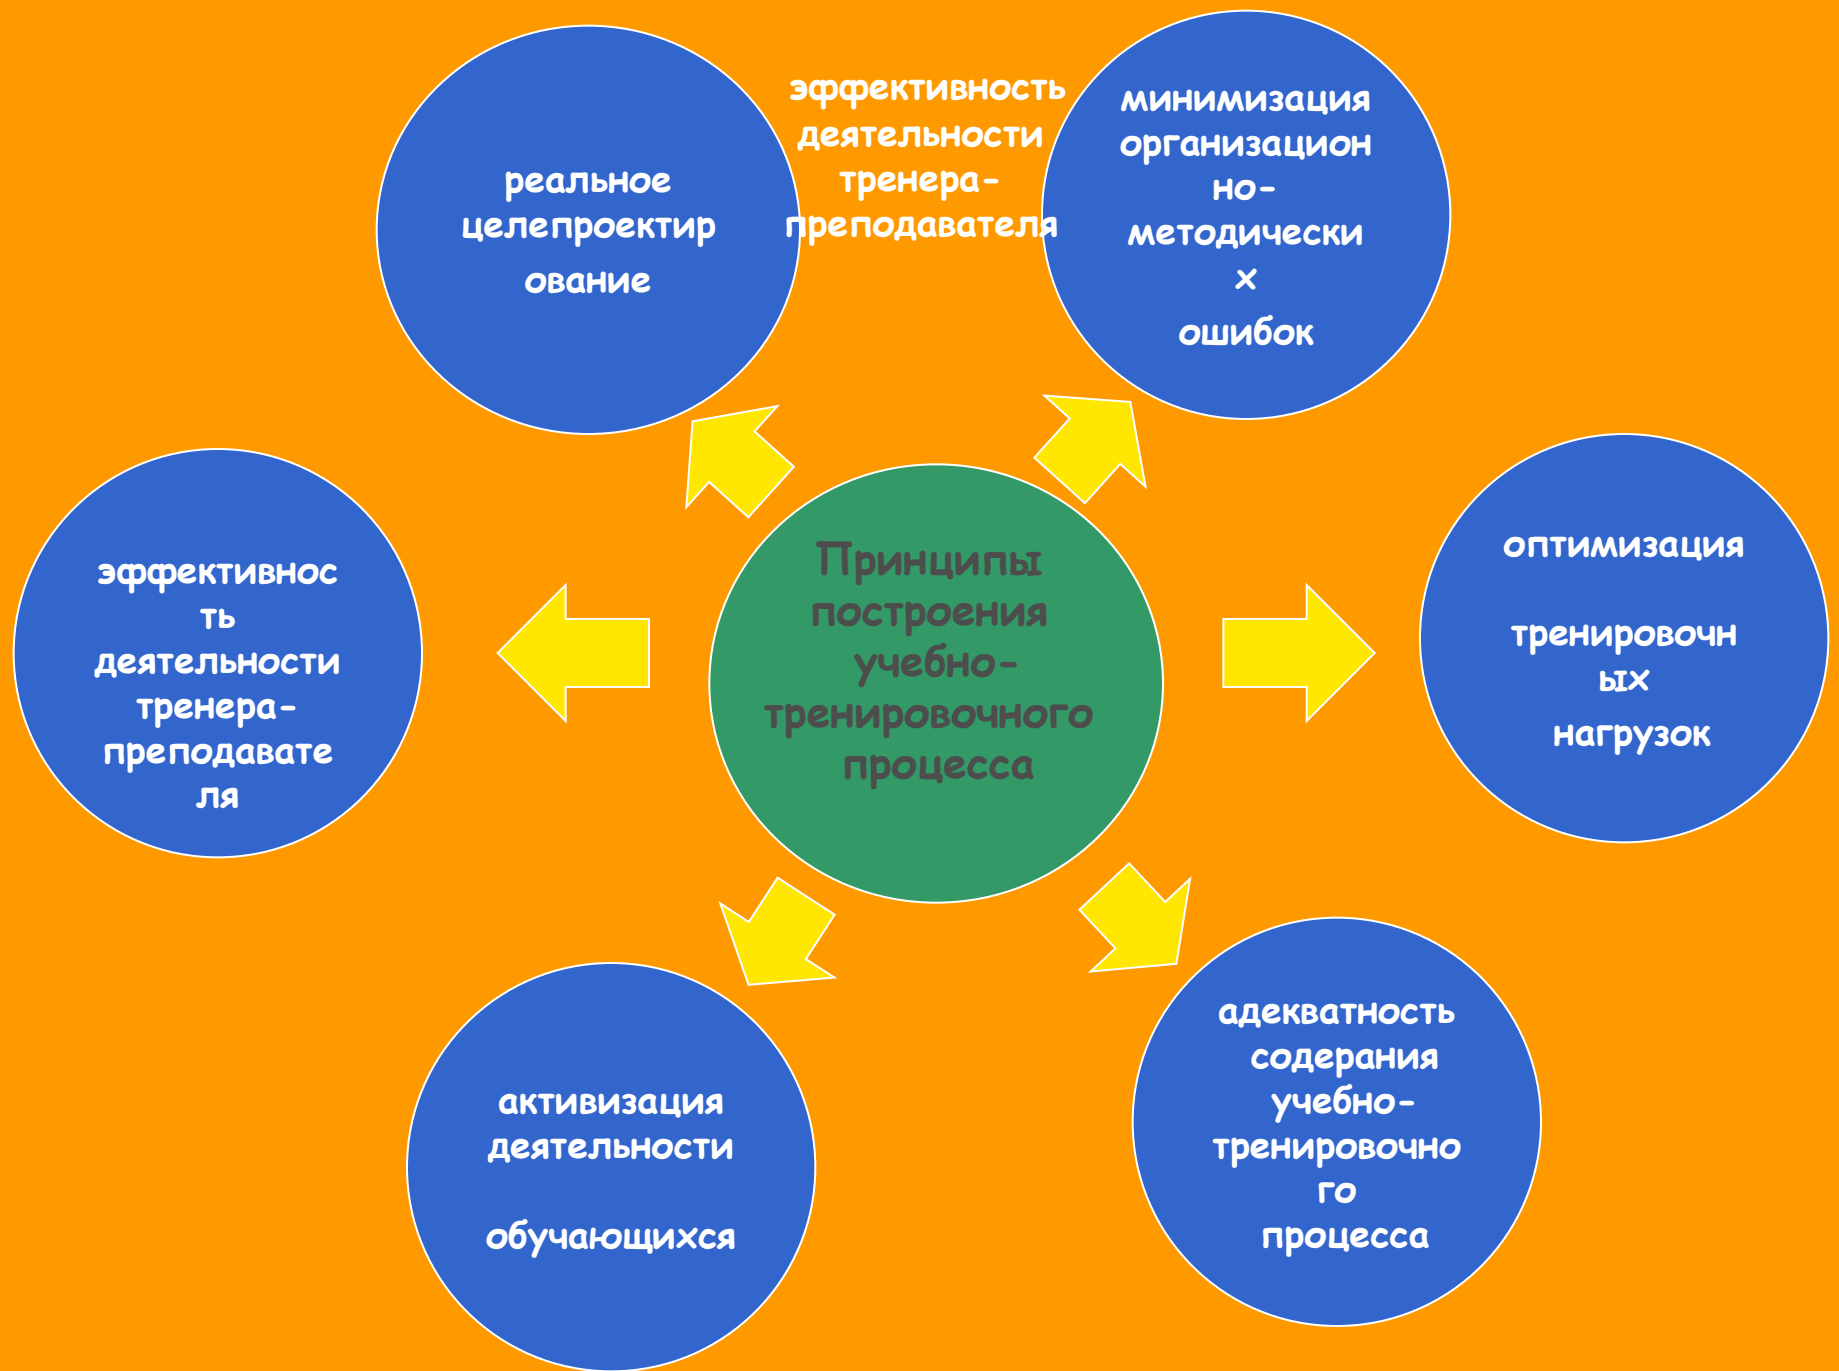 реальное
целепроектир
ование
эффективность
деятельности
тренера-
преподавателя
минимизация
организацион
но-
методически
х
ошибок
эффективнос
ть
деятельности
тренера-
преподавате
ля
Принципы
построения
учебно-
тренировочного
процесса
оптимизация
тренировочн
ых
нагрузок
активизация
деятельности
обучающихся
адекватность
содерания
учебно-
тренировочно
го
процесса